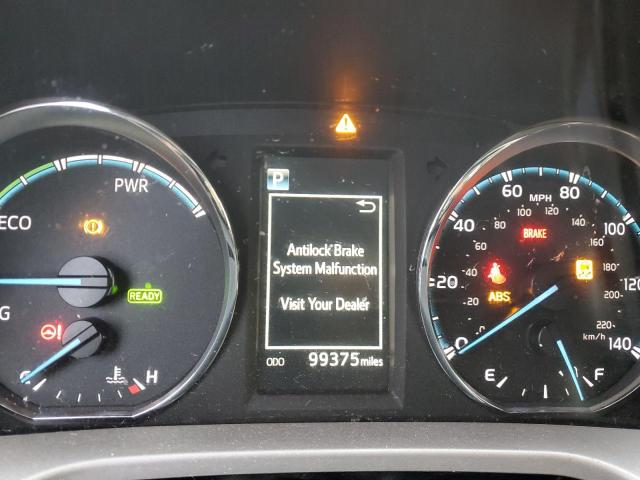 PWR
ECO
READY
G
C
H
P
Antilock Brake
System Malfunction
Visit Your Dealer
ODO 99375 miles
MPH
0 20 40 60 80 100 120 140
0 20 40 60 80 100 120 140 160 180 200 220
km/h
BRAKE
ABS
E
F